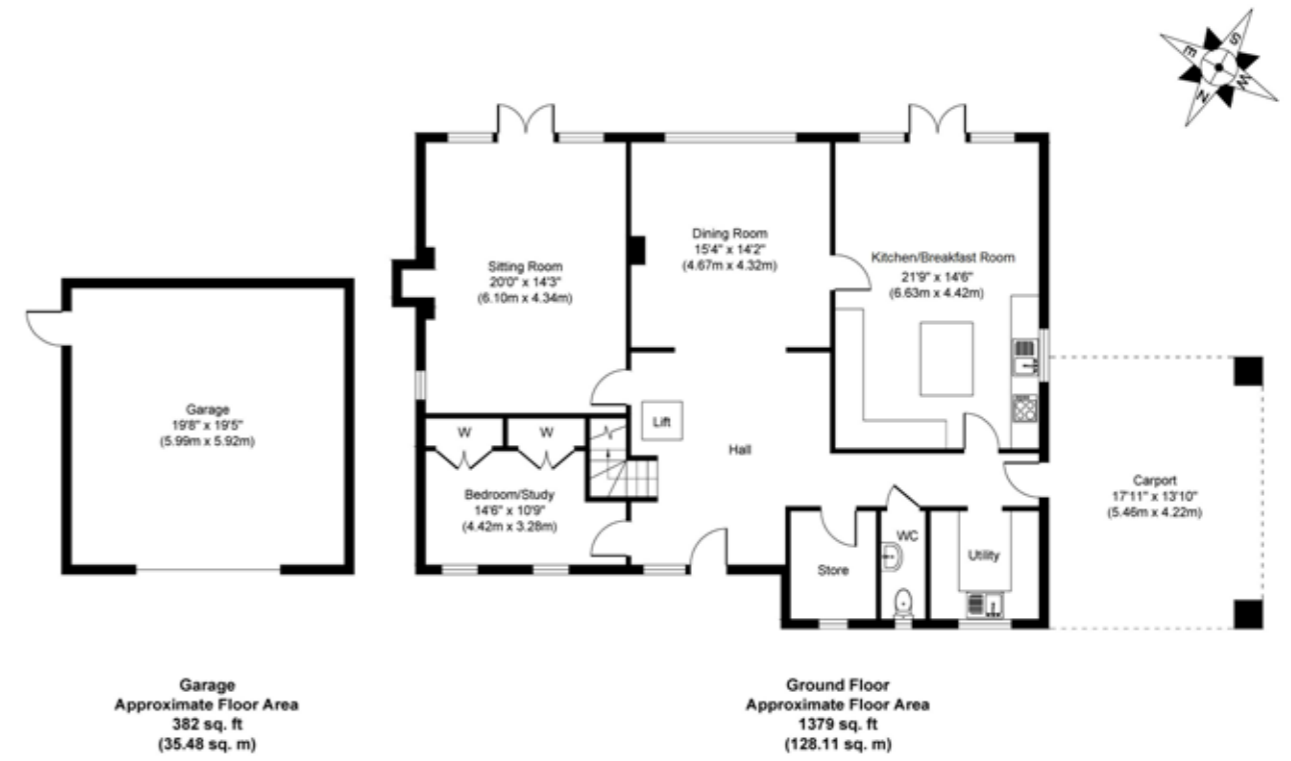 S
E
W
N
Sitting Room
20'0" x 14'3"
(6.10m x 4.34m)
Dining Room
15'4" x 14'2"
(4.67m x 4.32m)
Kitchen/Breakfast Room
21'9" x 14'6"
(6.63m x 4.42m)
Garage
19'8" x 19'5"
(5.99m x 5.92m)
W
W
Lift
Hall
Bedroom/Study
14'6" x 10'9"
(4.42m x 3.28m)
Carport
17'11" x 13'10"
(5.46m x 4.22m)
Store
WC
Utility
Garage
Approximate Floor Area
382 sq. ft
(35.48 sq. m)
Ground Floor
Approximate Floor Area
1379 sq. ft
(128.11 sq. m)